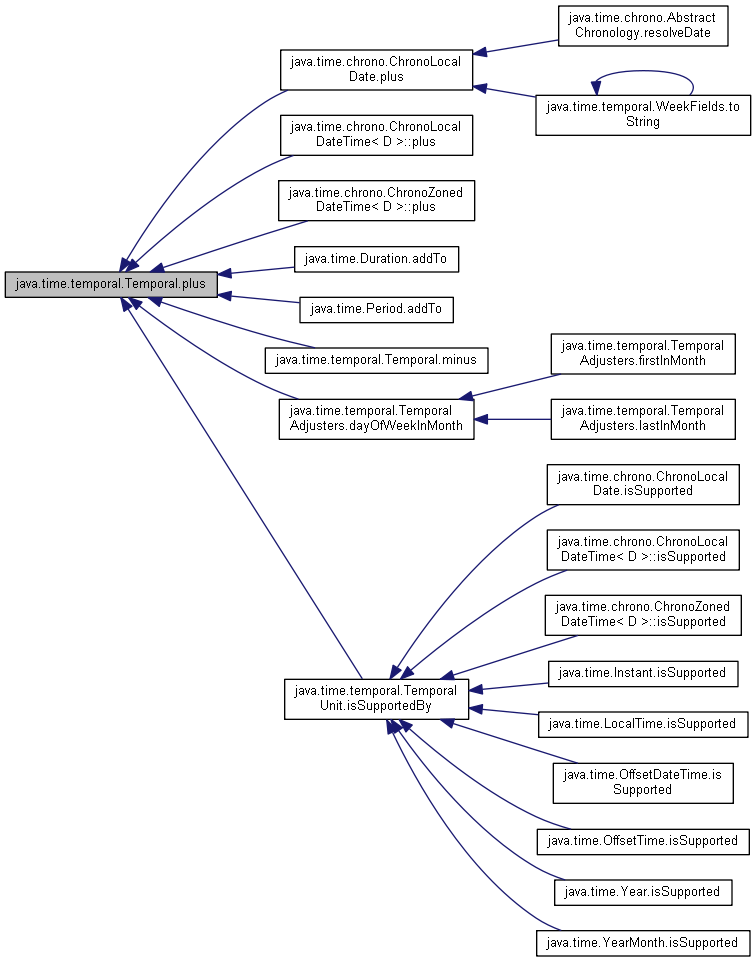 java.time.chrono.Abstract
Chronology.resolveDate
java.time.chrono.ChronoLocal
Date.plus
java.time.temporal.WeekFields.to
String
java.time.chrono.ChronoLocal
DateTime< D >::plus
java.time.chrono.ChronoZoned
DateTime< D >::plus
java.time.Duration.addTo
java.time.temporal.Temporal.plus
java.time.Period.addTo
java.time.temporal.Temporal.minus
java.time.temporal.Temporal
Adjusters.firstInMonth
java.time.temporal.Temporal
Adjusters.dayOfWeekInMonth
java.time.temporal.Temporal
Adjusters.lastInMonth
java.time.chrono.ChronoLocal
Date.isSupported
java.time.chrono.ChronoLocal
DateTime< D >::isSupported
java.time.chrono.ChronoZoned
DateTime< D >::isSupported
java.time.Instant.isSupported
java.time.temporal.Temporal
Unit.isSupportedBy
java.time.LocalTime.isSupported
java.time.OffsetDateTime.is
Supported
java.time.OffsetTime.isSupported
java.time.Year.isSupported
java.time.YearMonth.isSupported